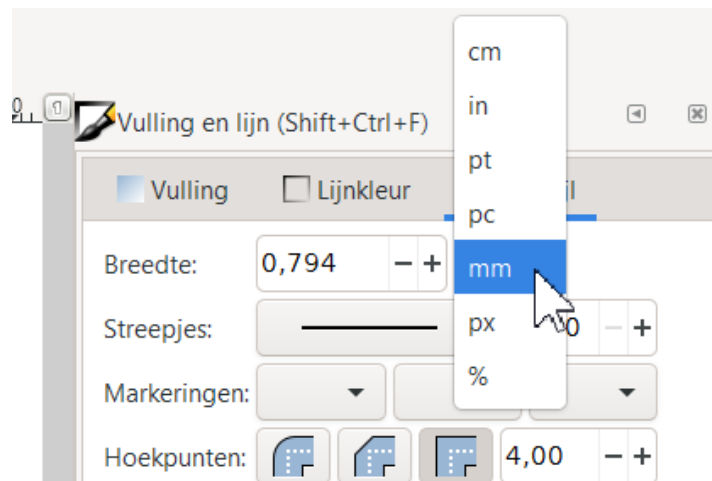 cm
in
pt
pc
mm
px
%
Vulling en lijn (Shift+Ctrl+F)
Vulling Lijnkleur
Breedte: 0,794
Streepjes:
Markeringen:
Hoekpunten: 4,00